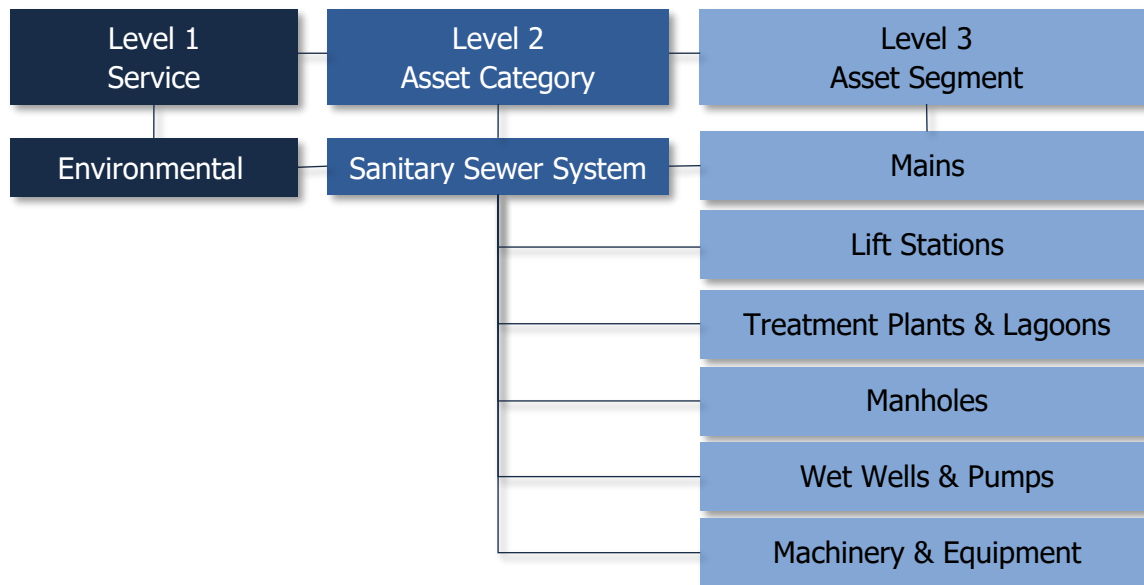 Level 1
Service
Level 2
Asset Category
Level 3
Asset Segment
Environmental
Sanitary Sewer System
Mains
Lift Stations
Treatment Plants & Lagoons
Manholes
Wet Wells & Pumps
Machinery & Equipment